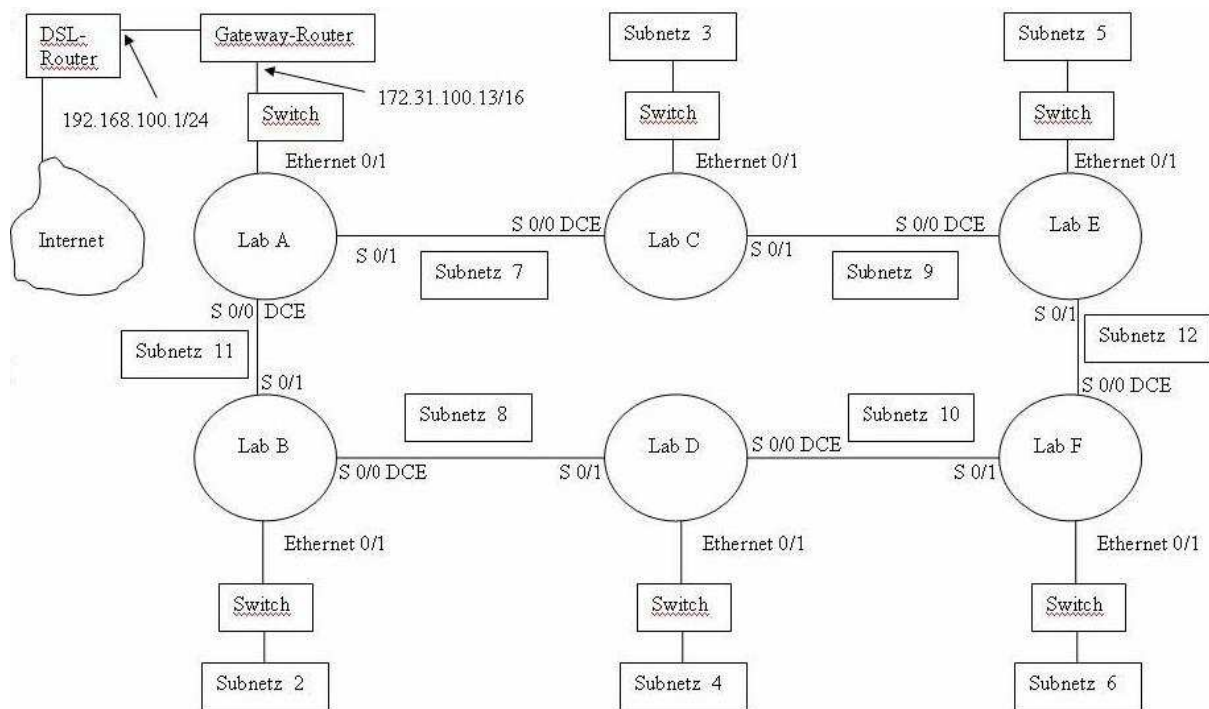 DSL-
Router
Gateway-Router
Subnetz 3
Subnetz 5
192.168.100.1/24
172.31.100.13/16
Switch
Switch
Switch
Ethernet 0/1
Ethernet 0/1
Ethernet 0/1
Internet
Lab A
S 0/1
S 0/0 DCE
Lab C
S 0/1
S 0/0 DCE
Lab E
Subnetz 7
Subnetz 9
S 0/0 DCE
S 0/1
Subnetz 11
Subnetz 12
S 0/1
S 0/0 DCE
Subnetz 8
Subnetz 10
Lab B
S 0/0 DCE
S 0/1
Lab D
S 0/0 DCE
S 0/1
Lab F
Ethernet 0/1
Ethernet 0/1
Ethernet 0/1
Switch
Switch
Switch
Subnetz 2
Subnetz 4
Subnetz 6